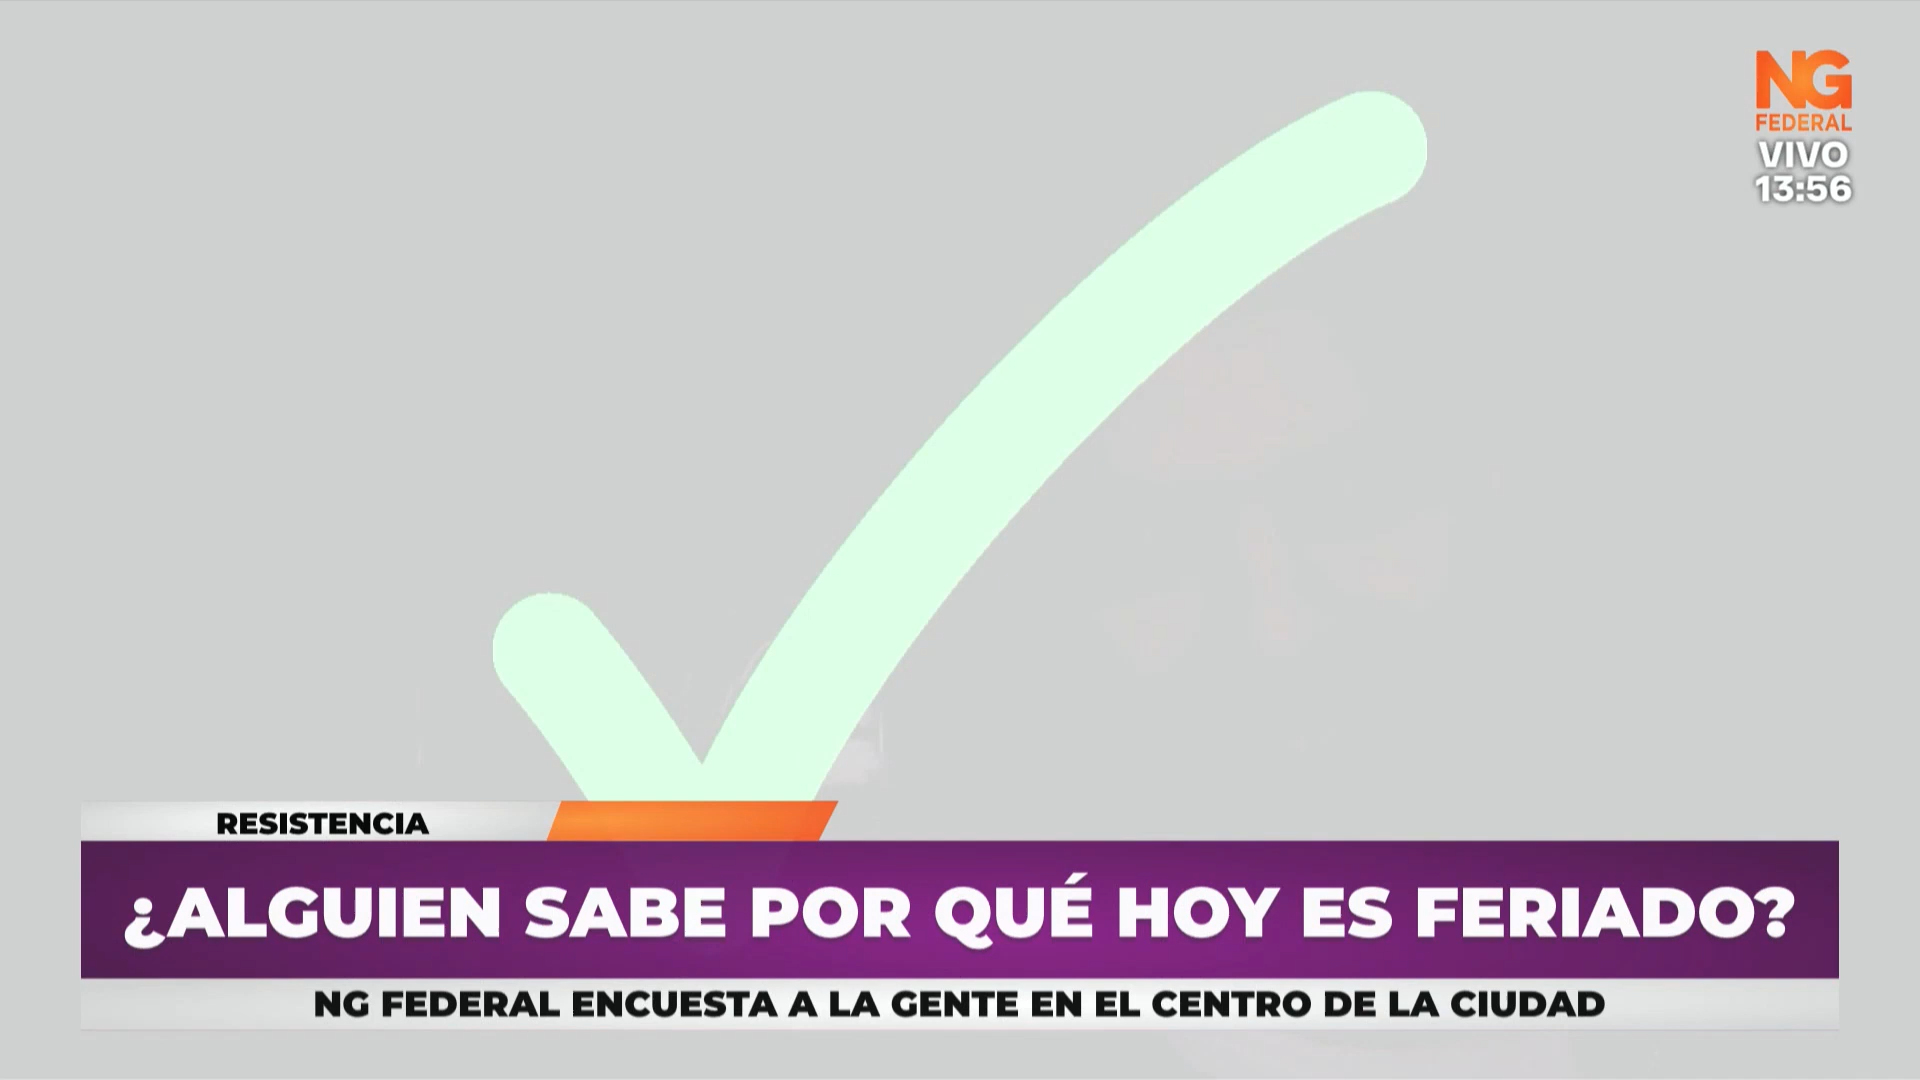 NG
FEDERAL
VIVO
13:56
RESISTENCIA
¿ALGUIEN SABE POR QUÉ HOY ES FERIADO?
NG FEDERAL ENCUESTA A LA GENTE EN EL CENTRO DE LA CIUDAD